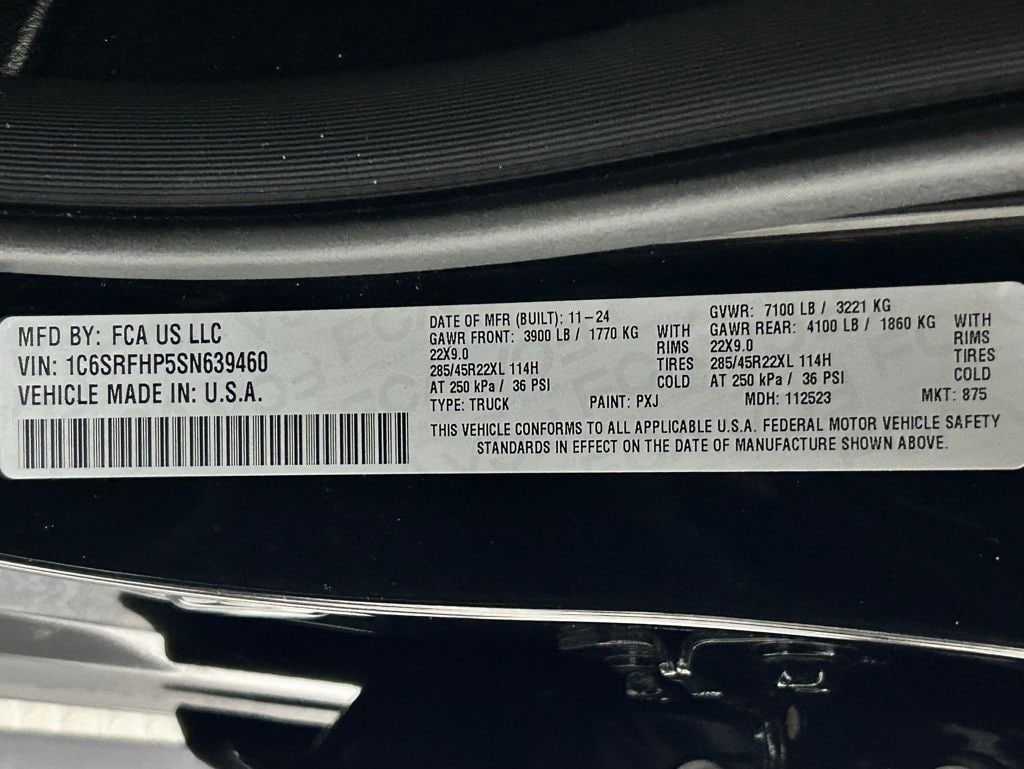 MFD BY: FCA US LLC
VIN: 1C6SRFHP5SN639460
VEHICLE MADE IN: U.S.A.
DATE OF MFR (BUILT): 11-24
GAWR FRONT: 3900 LB / 1770 KG WITH
22X9.0 RIMS
285/45R22XL 114H TIRES
AT 250 kPa / 36 PSI COLD
GVWR: 7100 LB / 3221 KG
GAWR REAR: 4100 LB / 1860 KG WITH
22X9.0 RIMS
285/45R22XL 114H TIRES
AT 250 kPa / 36 PSI COLD
TYPE: TRUCK PAINT: PXJ MDH: 112523 MKT: 875
THIS VEHICLE CONFORMS TO ALL APPLICABLE U.S.A. FEDERAL MOTOR VEHICLE SAFETY
STANDARDS IN EFFECT ON THE DATE OF MANUFACTURE SHOWN ABOVE.